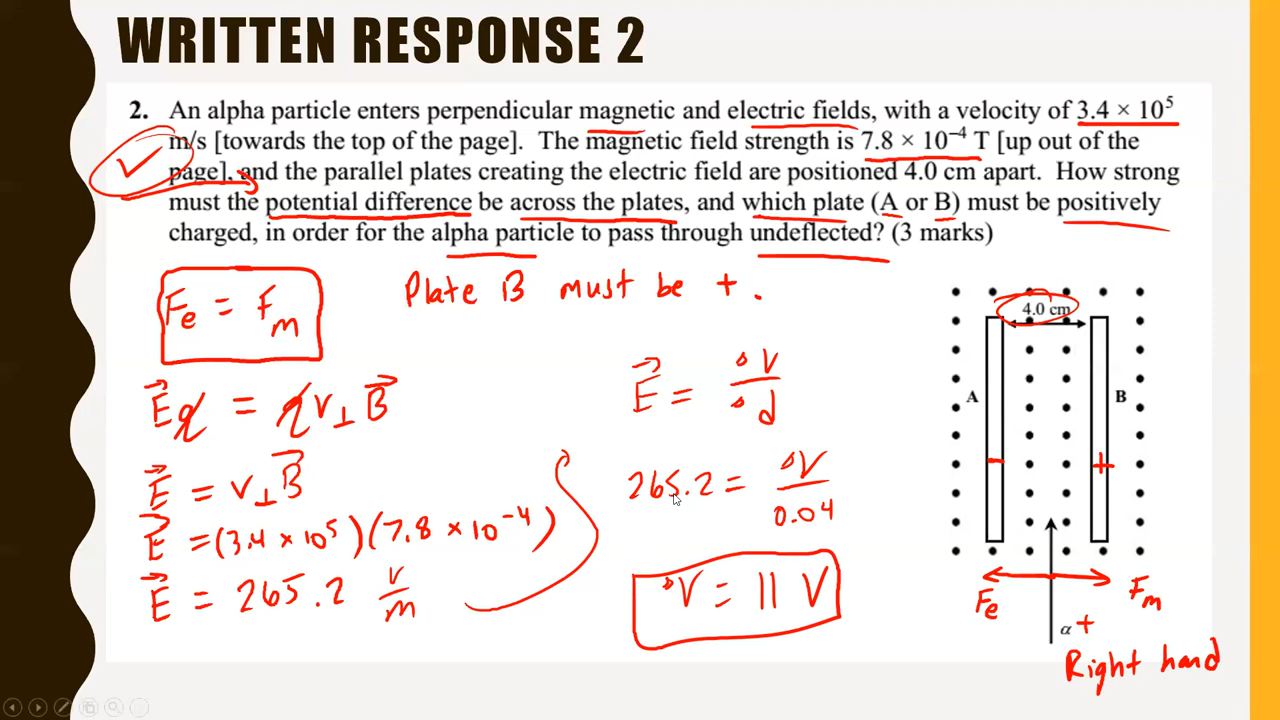 WRITTEN RESPONSE 2
2. An alpha particle enters perpendicular magnetic and electric fields, with a velocity of 3.4 × 10⁵
m/s [towards the top of the page]. The magnetic field strength is 7.8 × 10⁻⁴ T [up out of the
page], and the parallel plates creating the electric field are positioned 4.0 cm apart. How strong
must the potential difference be across the plates, and which plate (A or B) must be positively
charged, in order for the alpha particle to pass through undeflected? (3 marks)
Fe = Fm
Plate B must be + .
E⃗q = qv⊥B⃗
E⃗ = v⊥B⃗
E⃗ = (3.4 × 10⁵)(7.8 × 10⁻⁴)
E⃗ = 265.2 V/m
E⃗ = ΔV/Δd
265.2 = ΔV/0.04
ΔV = 11 V
4.0 cm
A
B
−
+
Fe
Fm
α +
Right hand